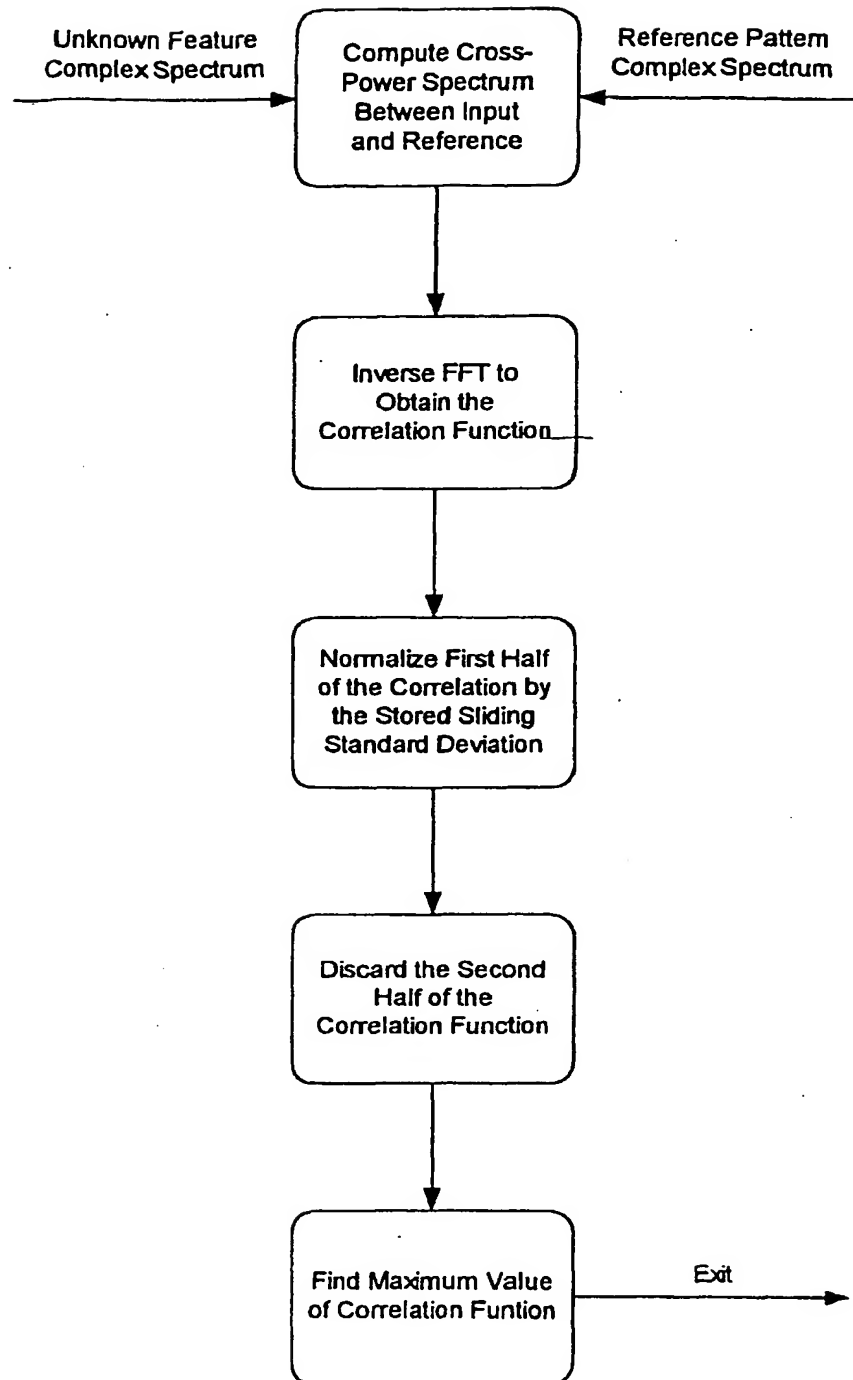 Unknown Feature
Complex Spectrum
Compute Cross-
Power Spectrum
Between Input
and Reference
Reference Pattern
Complex Spectrum
Inverse FFT to
Obtain the
Correlation Function
Normalize First Half
of the Correlation by
the Stored Sliding
Standard Deviation
Discard the Second
Half of the
Correlation Function
Find Maximum Value
of Correlation Funtion
Exit